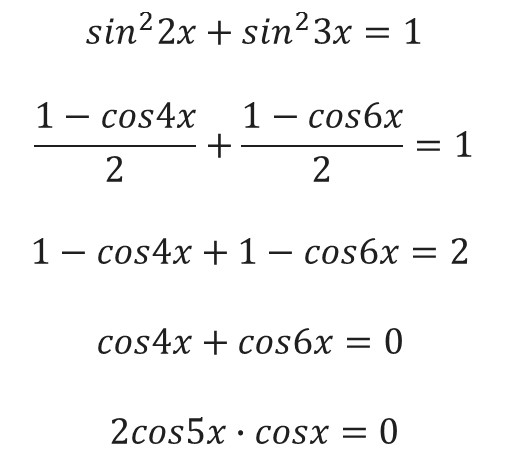 sin²2x + sin²3x = 1
(1 − cos4x)/2 + (1 − cos6x)/2 = 1
1 − cos4x + 1 − cos6x = 2
cos4x + cos6x = 0
2cos5x · cosx = 0